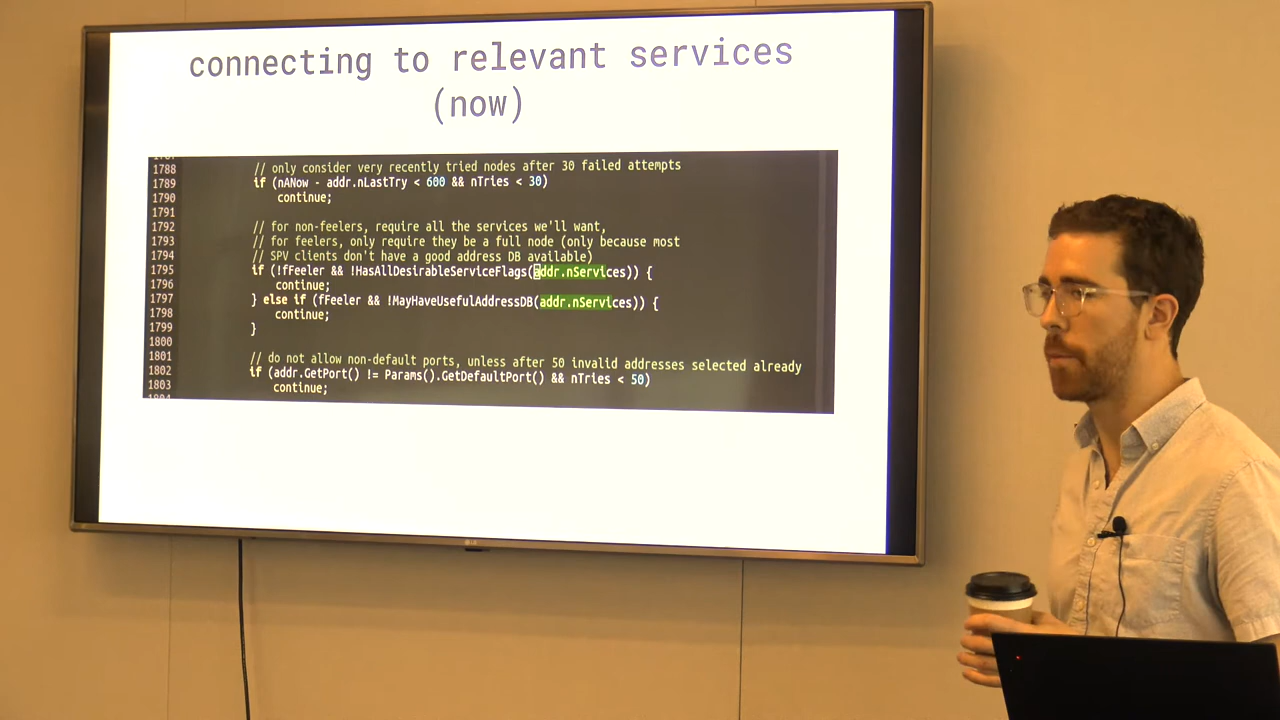 connecting to relevant services
(now)
1788 // only consider very recently tried nodes after 30 failed attempts
1789 if (nANow - addr.nLastTry < 600 && nTries < 30)
1790 continue;
1791
1792 // for non-feelers, require all the services we'll want,
1793 // for feelers, only require they be a full node (only because most
1794 // SPV clients don't have a good address DB available)
1795 if (!fFeeler && !HasAllDesirableServiceFlags(addr.nServices)) {
1796 continue;
1797 } else if (fFeeler && !MayHaveUsefulAddressDB(addr.nServices)) {
1798 continue;
1799 }
1800
1801 // do not allow non-default ports, unless after 50 invalid addresses selected already
1802 if (addr.GetPort() != Params().GetDefaultPort() && nTries < 50)
1803 continue;
LG